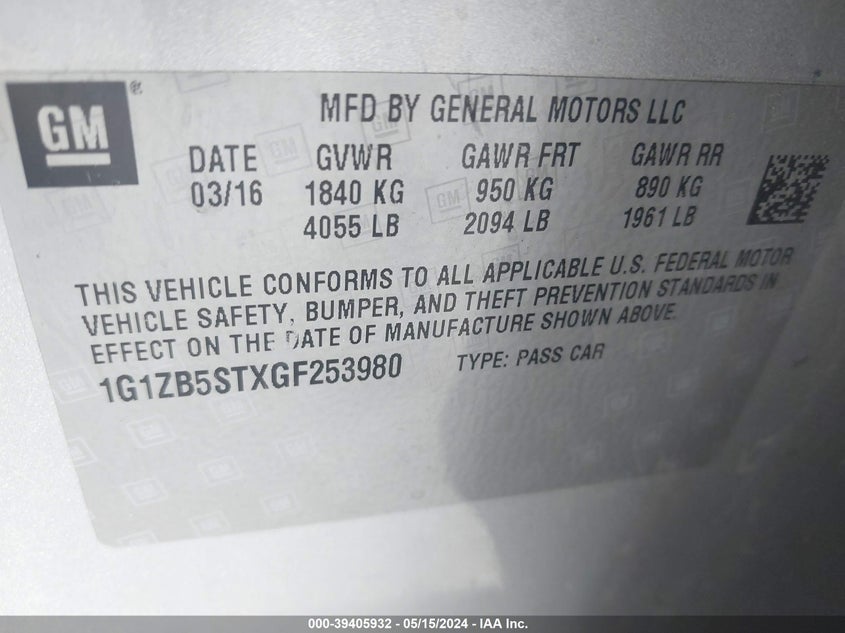 GM®
MFD BY GENERAL MOTORS LLC
DATE GVWR GAWR FRT GAWR RR
03/16 1840 KG 950 KG 890 KG
4055 LB 2094 LB 1961 LB
THIS VEHICLE CONFORMS TO ALL APPLICABLE U.S. FEDERAL MOTOR
VEHICLE SAFETY, BUMPER, AND THEFT PREVENTION STANDARDS IN
EFFECT ON THE DATE OF MANUFACTURE SHOWN ABOVE.
1G1ZB5STXGF253980 TYPE: PASS CAR
000-39405932 - 05/15/2024 - IAA Inc.